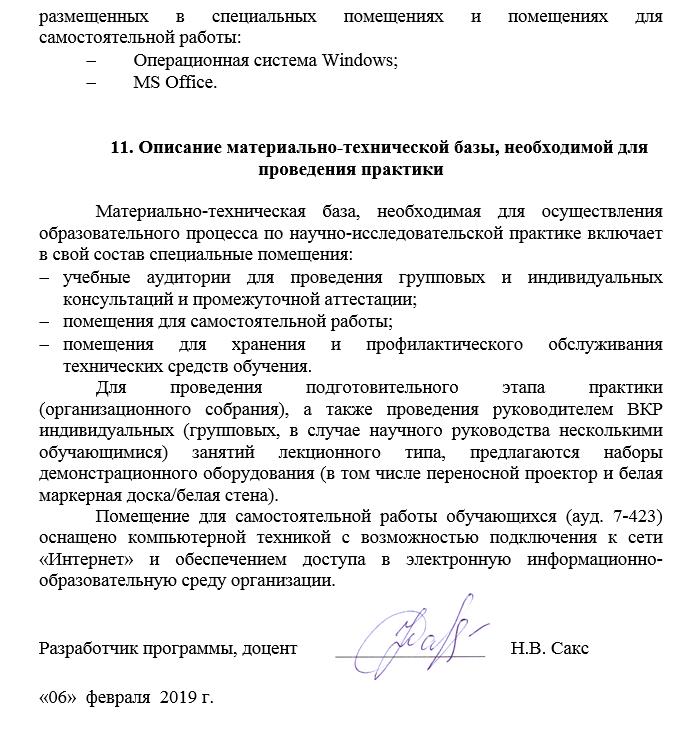 размещенных в специальных помещениях и помещениях для
самостоятельной работы:
– Операционная система Windows;
– MS Office.
11. Описание материально-технической базы, необходимой для
проведения практики
Материально-техническая база, необходимая для осуществления
образовательного процесса по научно-исследовательской практике включает
в свой состав специальные помещения:
– учебные аудитории для проведения групповых и индивидуальных
консультаций и промежуточной аттестации;
– помещения для самостоятельной работы;
– помещения для хранения и профилактического обслуживания
технических средств обучения.
Для проведения подготовительного этапа практики
(организационного собрания), а также проведения руководителем ВКР
индивидуальных (групповых, в случае научного руководства несколькими
обучающимися) занятий лекционного типа, предлагаются наборы
демонстрационного оборудования (в том числе переносной проектор и белая
маркерная доска/белая стена).
Помещение для самостоятельной работы обучающихся (ауд. 7-423)
оснащено компьютерной техникой с возможностью подключения к сети
«Интернет» и обеспечением доступа в электронную информационно-
образовательную среду организации.
Разработчик программы, доцент Н.В. Сакс
«06» февраля 2019 г.